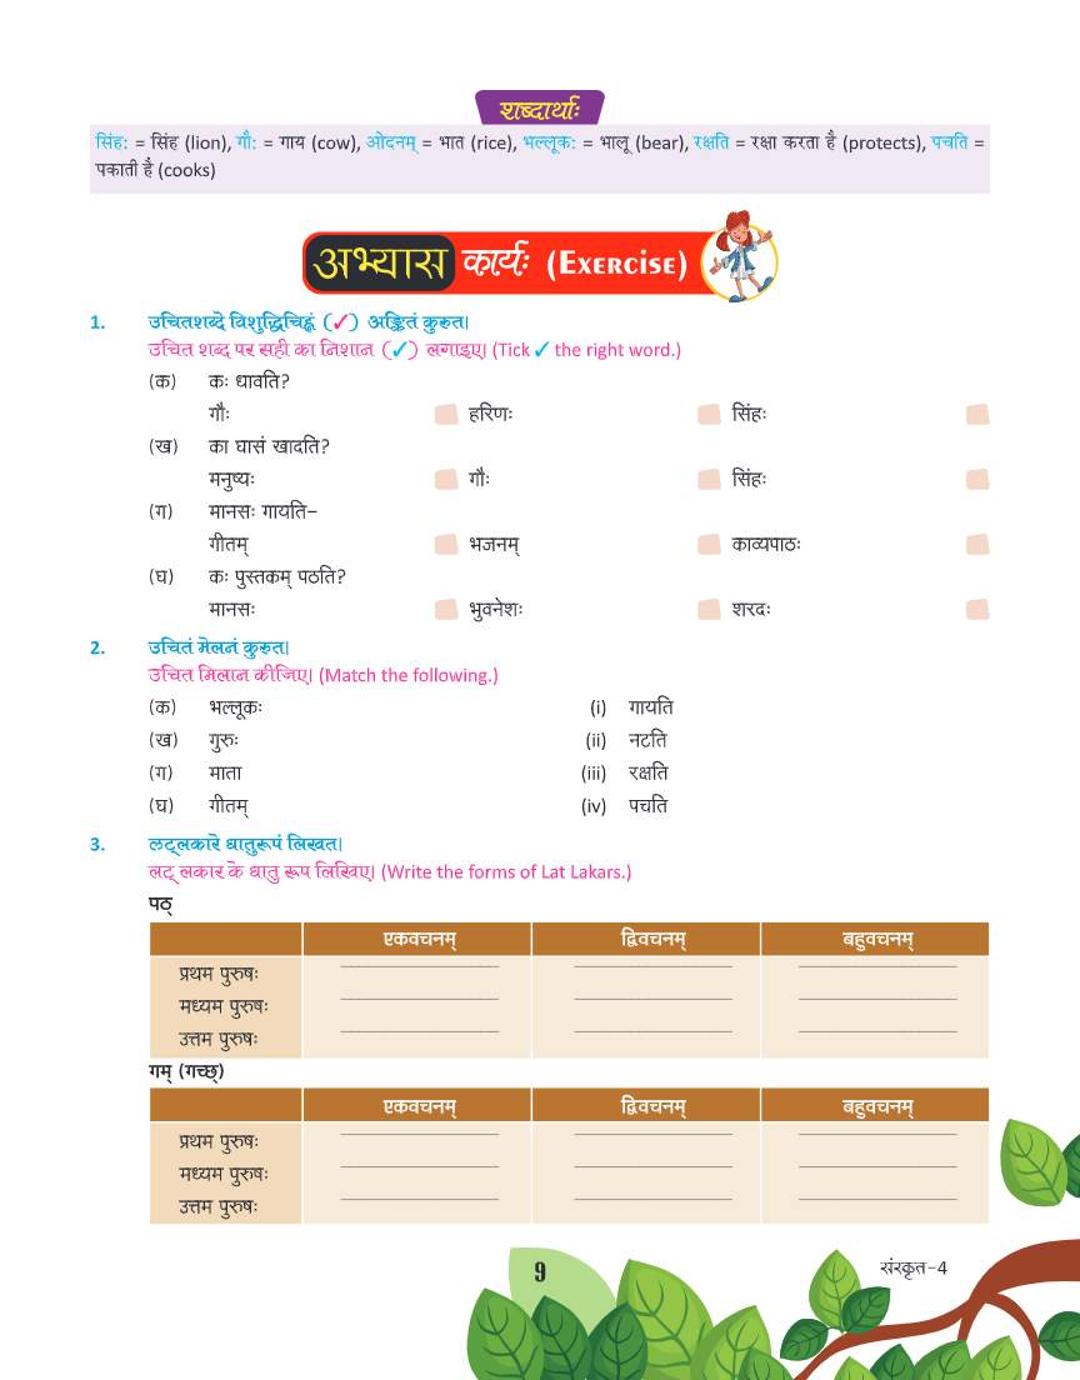 शब्दार्थाः
सिंहः = सिंह (lion), गौः = गाय (cow), ओदनम् = भात (rice), भल्लूकः = भालू (bear), रक्षति = रक्षा करता है (protects), पचति =
पकाती है (cooks)
अभ्यास कार्यः (EXERCISE)
1. उचितशब्दे विशुद्धिचिह्नं (✓) अङ्कितं कुरुत।
उचित शब्द पर सही का निशान (✓) लगाइए। (Tick ✓ the right word.)
(क) कः धावति?
गौः हरिणः सिंहः
(ख) का घासं खादति?
मनुष्यः गौः सिंहः
(ग) मानसः गायति–
गीतम् भजनम् काव्यपाठः
(घ) कः पुस्तकम् पठति?
मानसः भुवनेशः शरदः
2. उचितं मेलनं कुरुत।
उचित मिलान कीजिए। (Match the following.)
(क) भल्लूकः (i) गायति
(ख) गुरुः (ii) नटति
(ग) माता (iii) रक्षति
(घ) गीतम् (iv) पचति
3. लट्लकारे धातुरूपं लिखत।
लट् लकार के धातु रूप लिखिए। (Write the forms of Lat Lakars.)
पठ्
एकवचनम् द्विवचनम् बहुवचनम्
प्रथम पुरुषः
मध्यम पुरुषः
उत्तम पुरुषः
गम् (गच्छ्)
एकवचनम् द्विवचनम् बहुवचनम्
प्रथम पुरुषः
मध्यम पुरुषः
उत्तम पुरुषः
9 संस्कृत-4